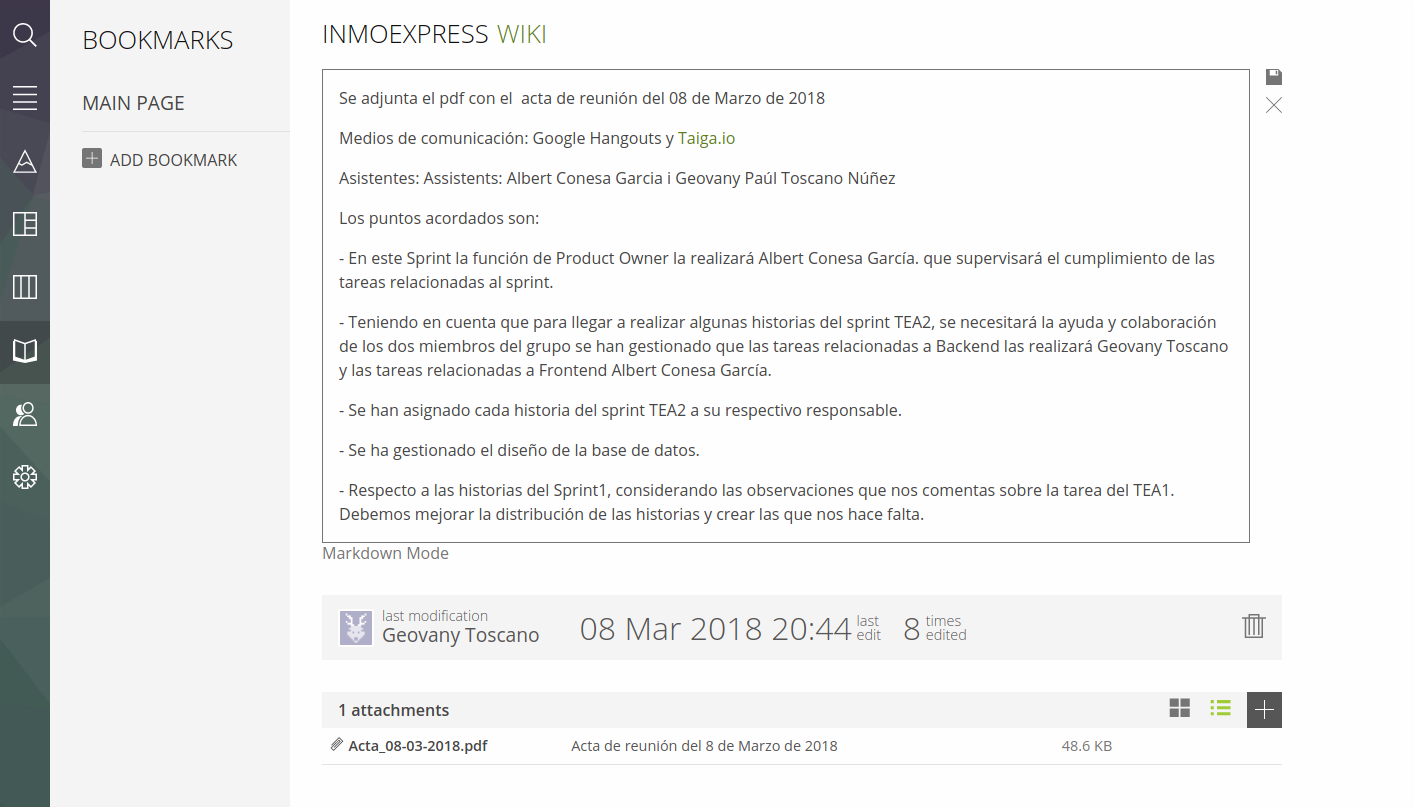 BOOKMARKS
MAIN PAGE
ADD BOOKMARK
INMOEXPRESS WIKI
Se adjunta el pdf con el  acta de reunión del 08 de Marzo de 2018
Medios de comunicación: Google Hangouts y Taiga.io
Asistentes: Assistents: Albert Conesa Garcia i Geovany Paúl Toscano Núñez
Los puntos acordados son:
- En este Sprint la función de Product Owner la realizará Albert Conesa García. que supervisará el cumplimiento de las
tareas relacionadas al sprint.
- Teniendo en cuenta que para llegar a realizar algunas historias del sprint TEA2, se necesitará la ayuda y colaboración
de los dos miembros del grupo se han gestionado que las tareas relacionadas a Backend las realizará Geovany Toscano
y las tareas relacionadas a Frontend Albert Conesa García.
- Se han asignado cada historia del sprint TEA2 a su respectivo responsable.
- Se ha gestionado el diseño de la base de datos.
- Respecto a las historias del Sprint1, considerando las observaciones que nos comentas sobre la tarea del TEA1.
Debemos mejorar la distribución de las historias y crear las que nos hace falta.
Markdown Mode
last modification
Geovany Toscano
08 Mar 2018 20:44 last edit
8 times edited
1 attachments
Acta_08-03-2018.pdf Acta de reunión del 8 de Marzo de 2018 48.6 KB